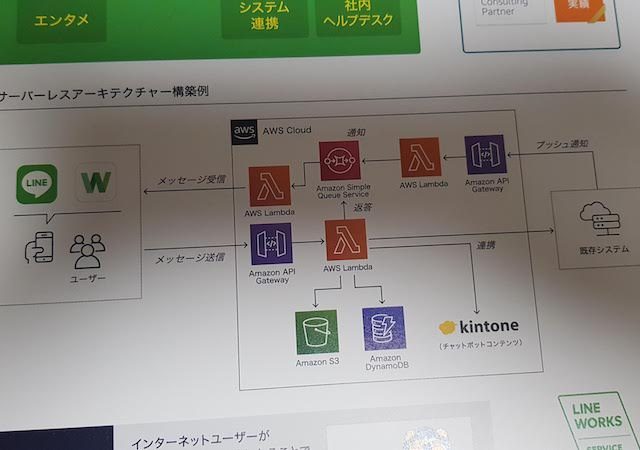 エンタメ
システム
連携
社内
ヘルプデスク
Consulting
Partner
実績
サーバーレスアーキテクチャー構築例
aws
AWS Cloud
通知
プッシュ通知
LINE
W
メッセージ受信
AWS Lambda
Amazon Simple
Queue Service
AWS Lambda
Amazon API
Gateway
返答
ユーザー
メッセージ送信
Amazon API
Gateway
AWS Lambda
連携
既存システム
Amazon S3
Amazon
DynamoDB
kintone
(チャットボットコンテンツ)
LINE
WORKS
SERVICE
インターネットユーザーが